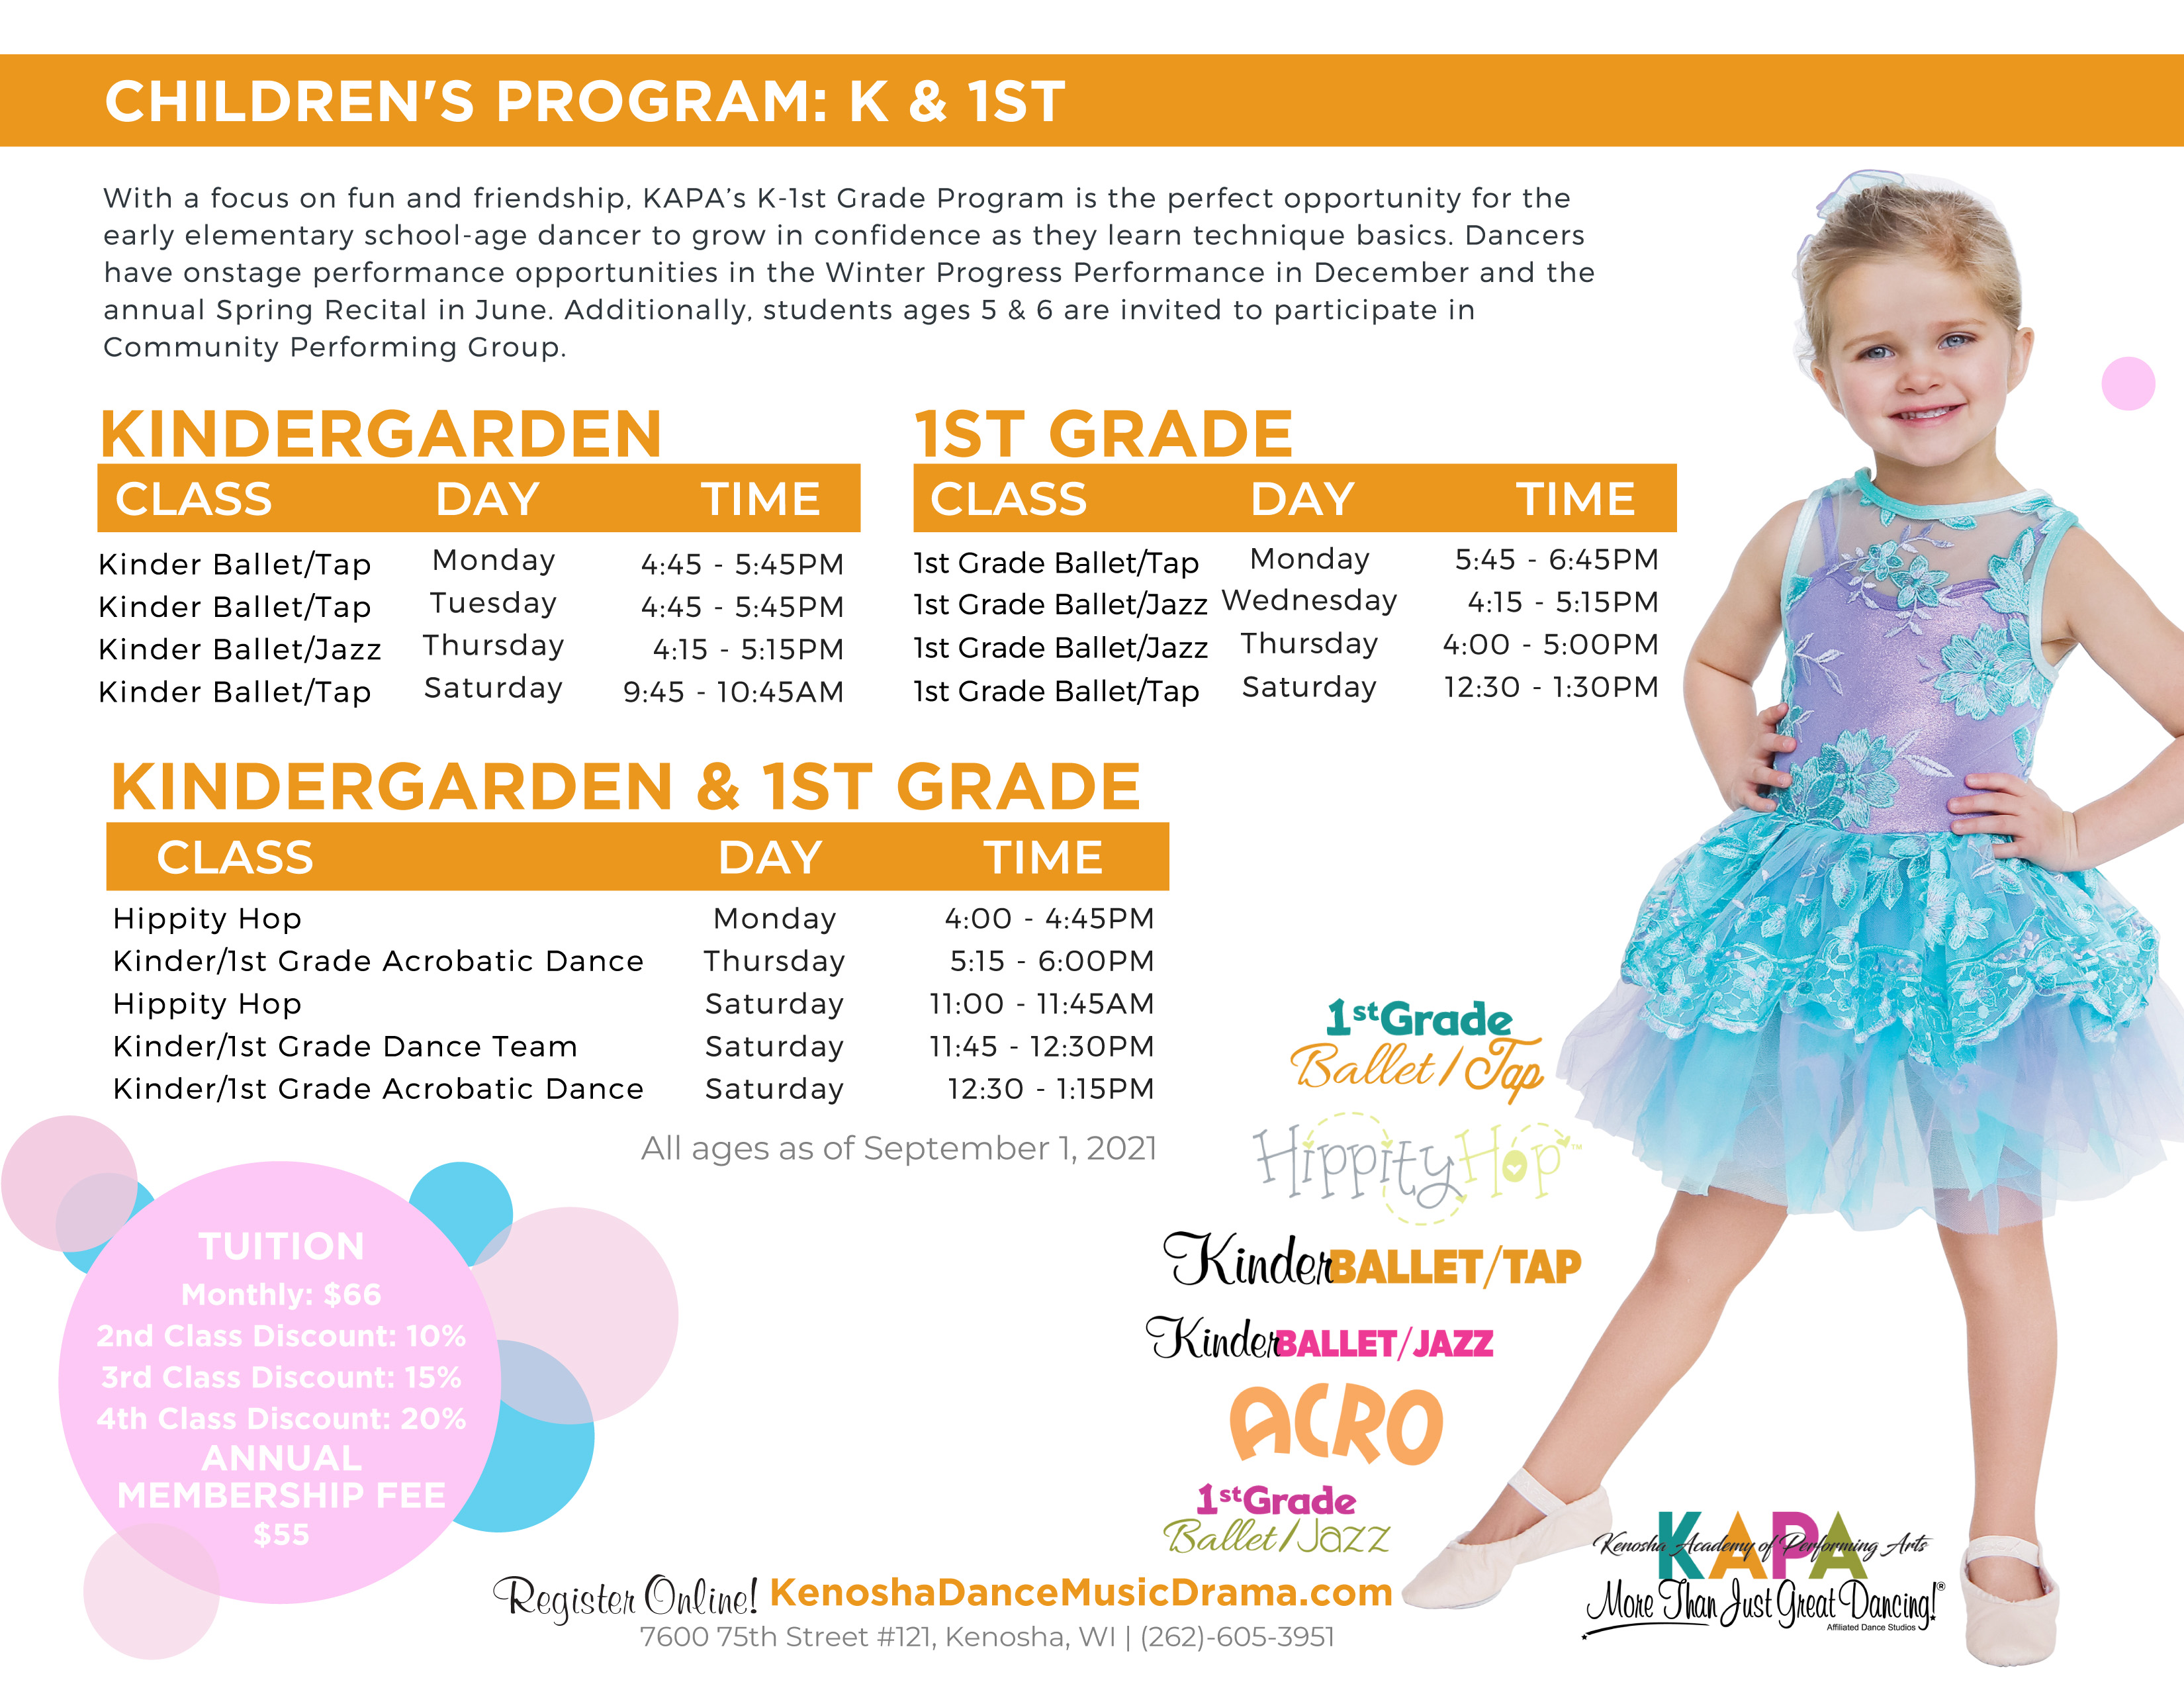 CHILDREN'S PROGRAM: K & 1ST
With a focus on fun and friendship, KAPA’s K-1st Grade Program is the perfect opportunity for the
early elementary school-age dancer to grow in confidence as they learn technique basics. Dancers
have onstage performance opportunities in the Winter Progress Performance in December and the
annual Spring Recital in June. Additionally, students ages 5 & 6 are invited to participate in
Community Performing Group.
KINDERGARDEN
CLASS DAY TIME
Kinder Ballet/Tap Monday 4:45 - 5:45PM
Kinder Ballet/Tap Tuesday 4:45 - 5:45PM
Kinder Ballet/Jazz Thursday 4:15 - 5:15PM
Kinder Ballet/Tap Saturday 9:45 - 10:45AM
1ST GRADE
CLASS DAY TIME
1st Grade Ballet/Tap Monday 5:45 - 6:45PM
1st Grade Ballet/Jazz Wednesday 4:15 - 5:15PM
1st Grade Ballet/Jazz Thursday 4:00 - 5:00PM
1st Grade Ballet/Tap Saturday 12:30 - 1:30PM
KINDERGARDEN & 1ST GRADE
CLASS DAY TIME
Hippity Hop Monday 4:00 - 4:45PM
Kinder/1st Grade Acrobatic Dance Thursday 5:15 - 6:00PM
Hippity Hop Saturday 11:00 - 11:45AM
Kinder/1st Grade Dance Team Saturday 11:45 - 12:30PM
Kinder/1st Grade Acrobatic Dance Saturday 12:30 - 1:15PM
All ages as of September 1, 2021
TUITION
Monthly: $66
2nd Class Discount: 10%
3rd Class Discount: 15%
4th Class Discount: 20%
ANNUAL
MEMBERSHIP FEE
$55
1stGrade
Ballet/Tap
HippityHop™
KinderBALLET/TAP
KinderBALLET/JAZZ
ACRO
1stGrade
Ballet/Jazz
Register Online! KenoshaDanceMusicDrama.com
7600 75th Street #121, Kenosha, WI | (262)-605-3951
KAPA
Kenosha Academy of Performing Arts
More Than Just Great Dancing!®
Affiliated Dance Studios